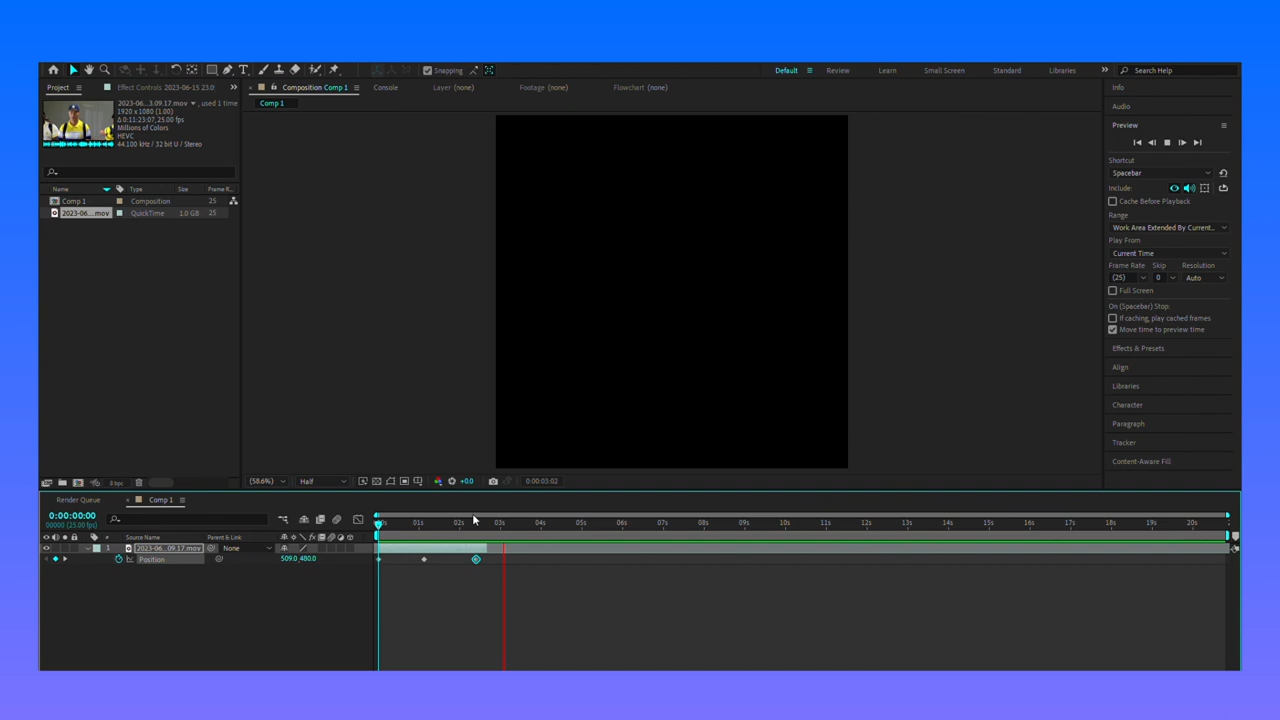 Snapping
Default
Review
Learn
Small Screen
Standard
Libraries
Search Help
Project
Effect Controls 2023-06-15 23.0
Composition Comp 1
Console
Layer (none)
Footage (none)
Flowchart (none)
Info
Comp 1
2023-06...3.09.17.mov, used 1 time
1920 x 1080 (1.00)
Δ 0:11:23:07, 25.00 fps
Millions of Colors
HEVC
44.100 kHz / 32 bit U / Stereo
Audio
Preview
Shortcut
Spacebar
Include:
Cache Before Playback
Range
Work Area Extended By Current...
Play From
Current Time
Frame Rate Skip Resolution
(25) 0 Auto
Full Screen
On (Spacebar) Stop:
If caching, play cached frames
Move time to preview time
Effects & Presets
Align
Libraries
Character
Paragraph
Tracker
Content-Aware Fill
Name Type Size Frame R...
Comp 1 Composition 25
2023-06....mov QuickTime 1.0 GB 25
8 bpc
(58.6%) Half +0.0 0:00:03:02
Render Queue
Comp 1
0:00:00:00
00000 (25.00 fps)
01s 02s 03s 04s 05s 06s 07s 08s 09s 10s 11s 12s 13s 14s 15s 16s 17s 18s 19s 20s
# Source Name Parent & Link
1 2023-06...09.17.mov None
Position 509.0,480.0